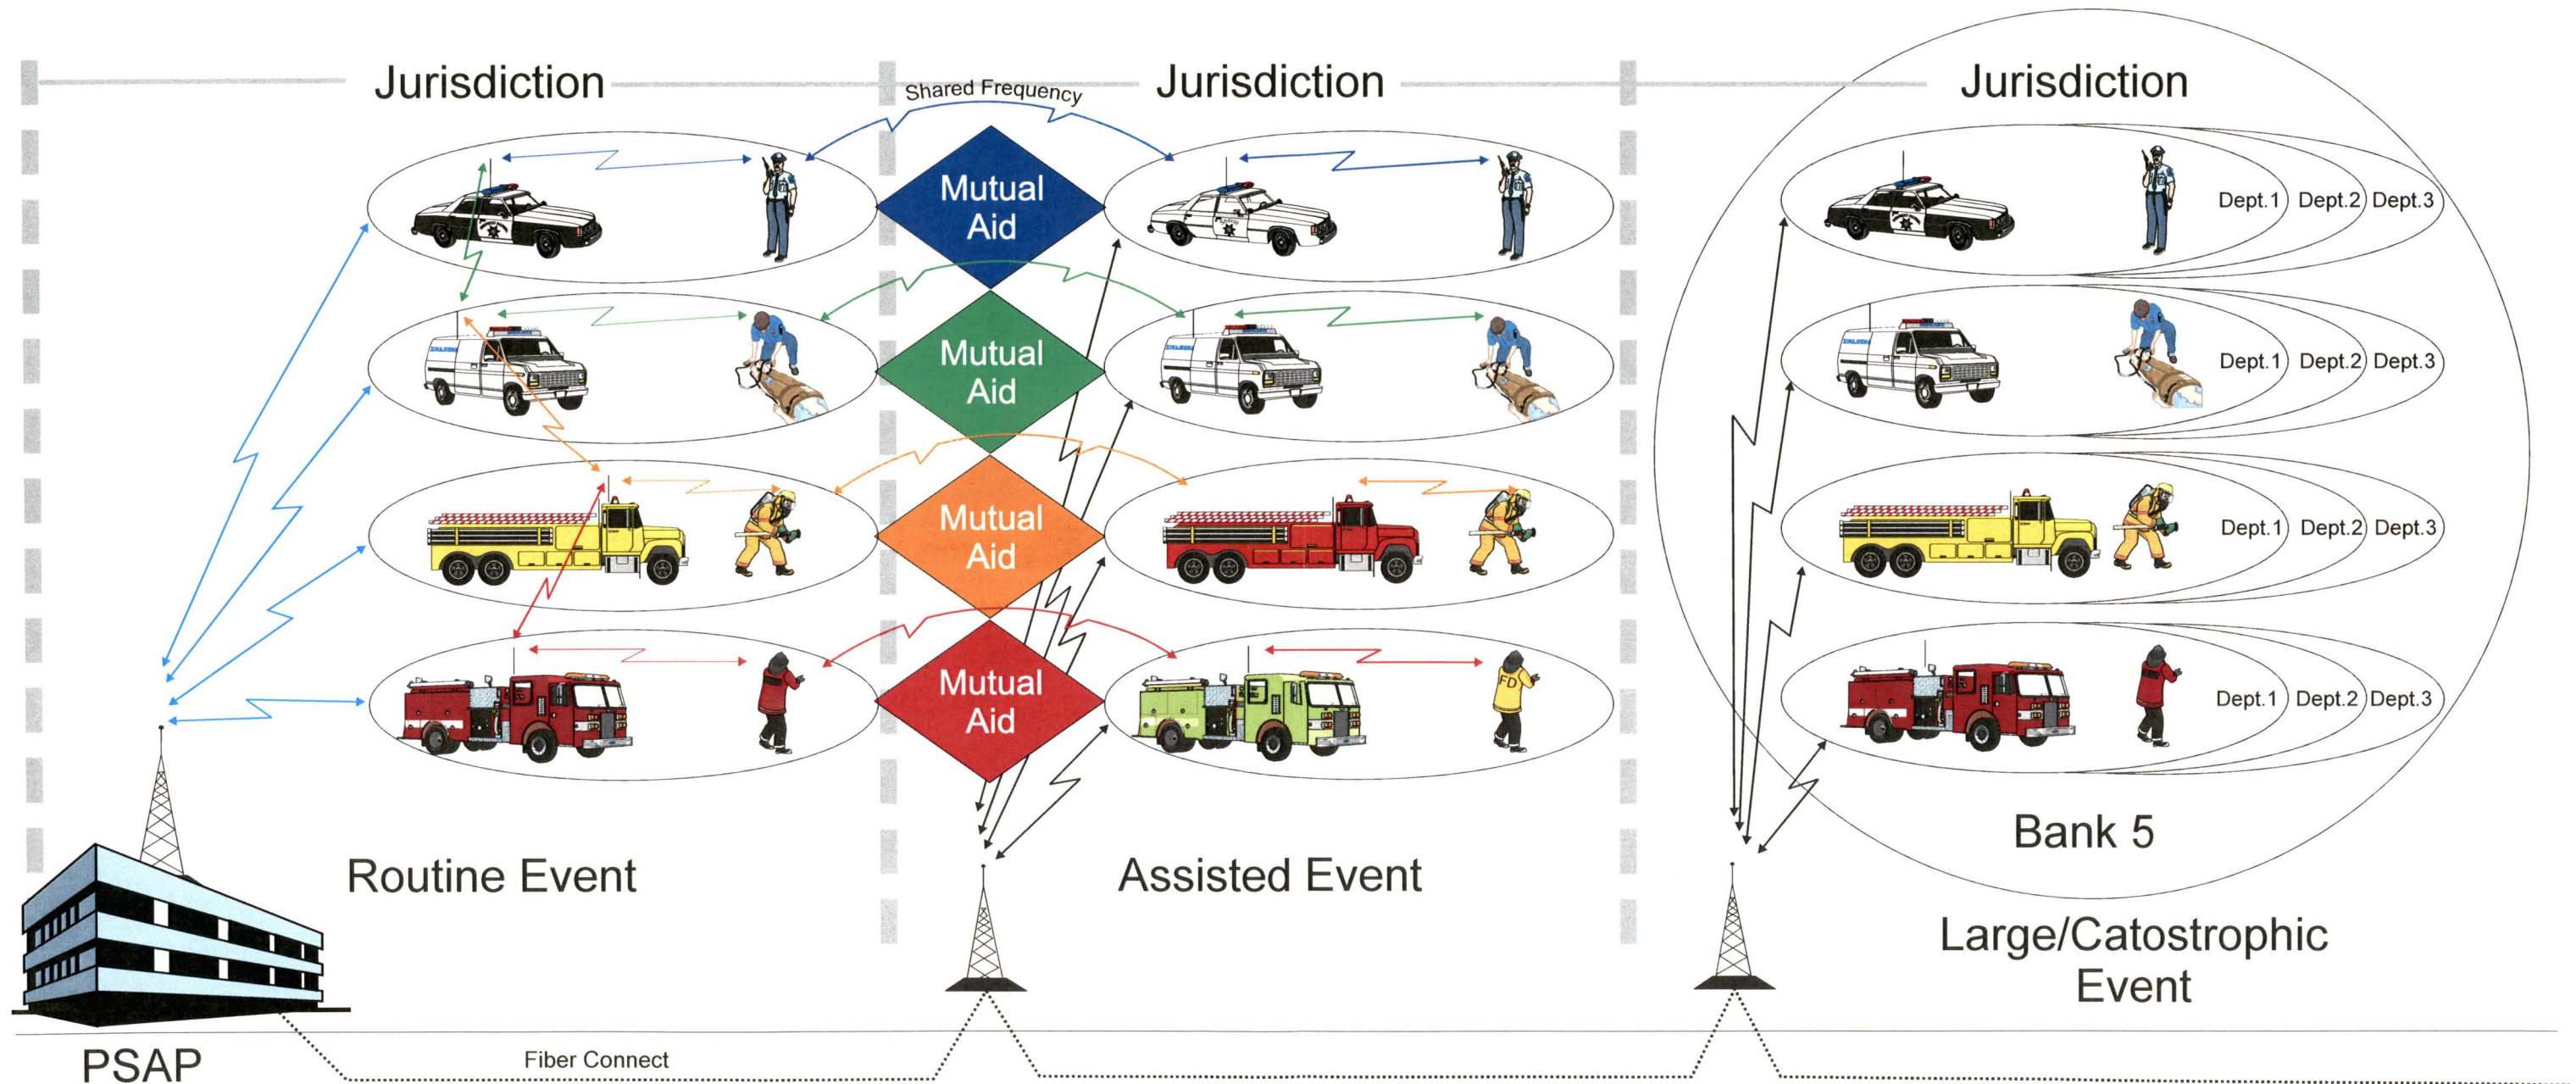 Jurisdiction
Jurisdiction
Jurisdiction
Shared Frequency
Mutual
Aid
Dept.1
Dept.2
Dept.3
Mutual
Aid
Dept.1
Dept.2
Dept.3
Mutual
Aid
Dept.1
Dept.2
Dept.3
Mutual
Aid
FD
Dept.1
Dept.2
Dept.3
Bank 5
Routine Event
Assisted Event
Large/Catostrophic
Event
PSAP
Fiber Connect